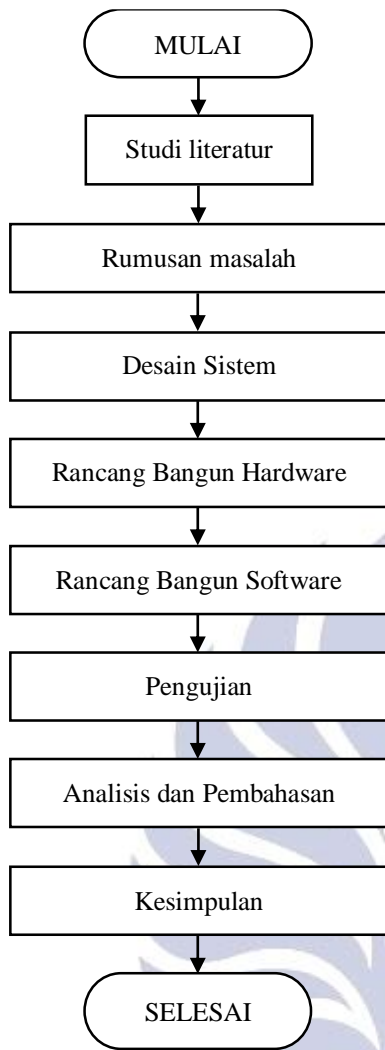 MULAI
Studi literatur
Rumusan masalah
Desain Sistem
Rancang Bangun Hardware
Rancang Bangun Software
Pengujian
Analisis dan Pembahasan
Kesimpulan
SELESAI